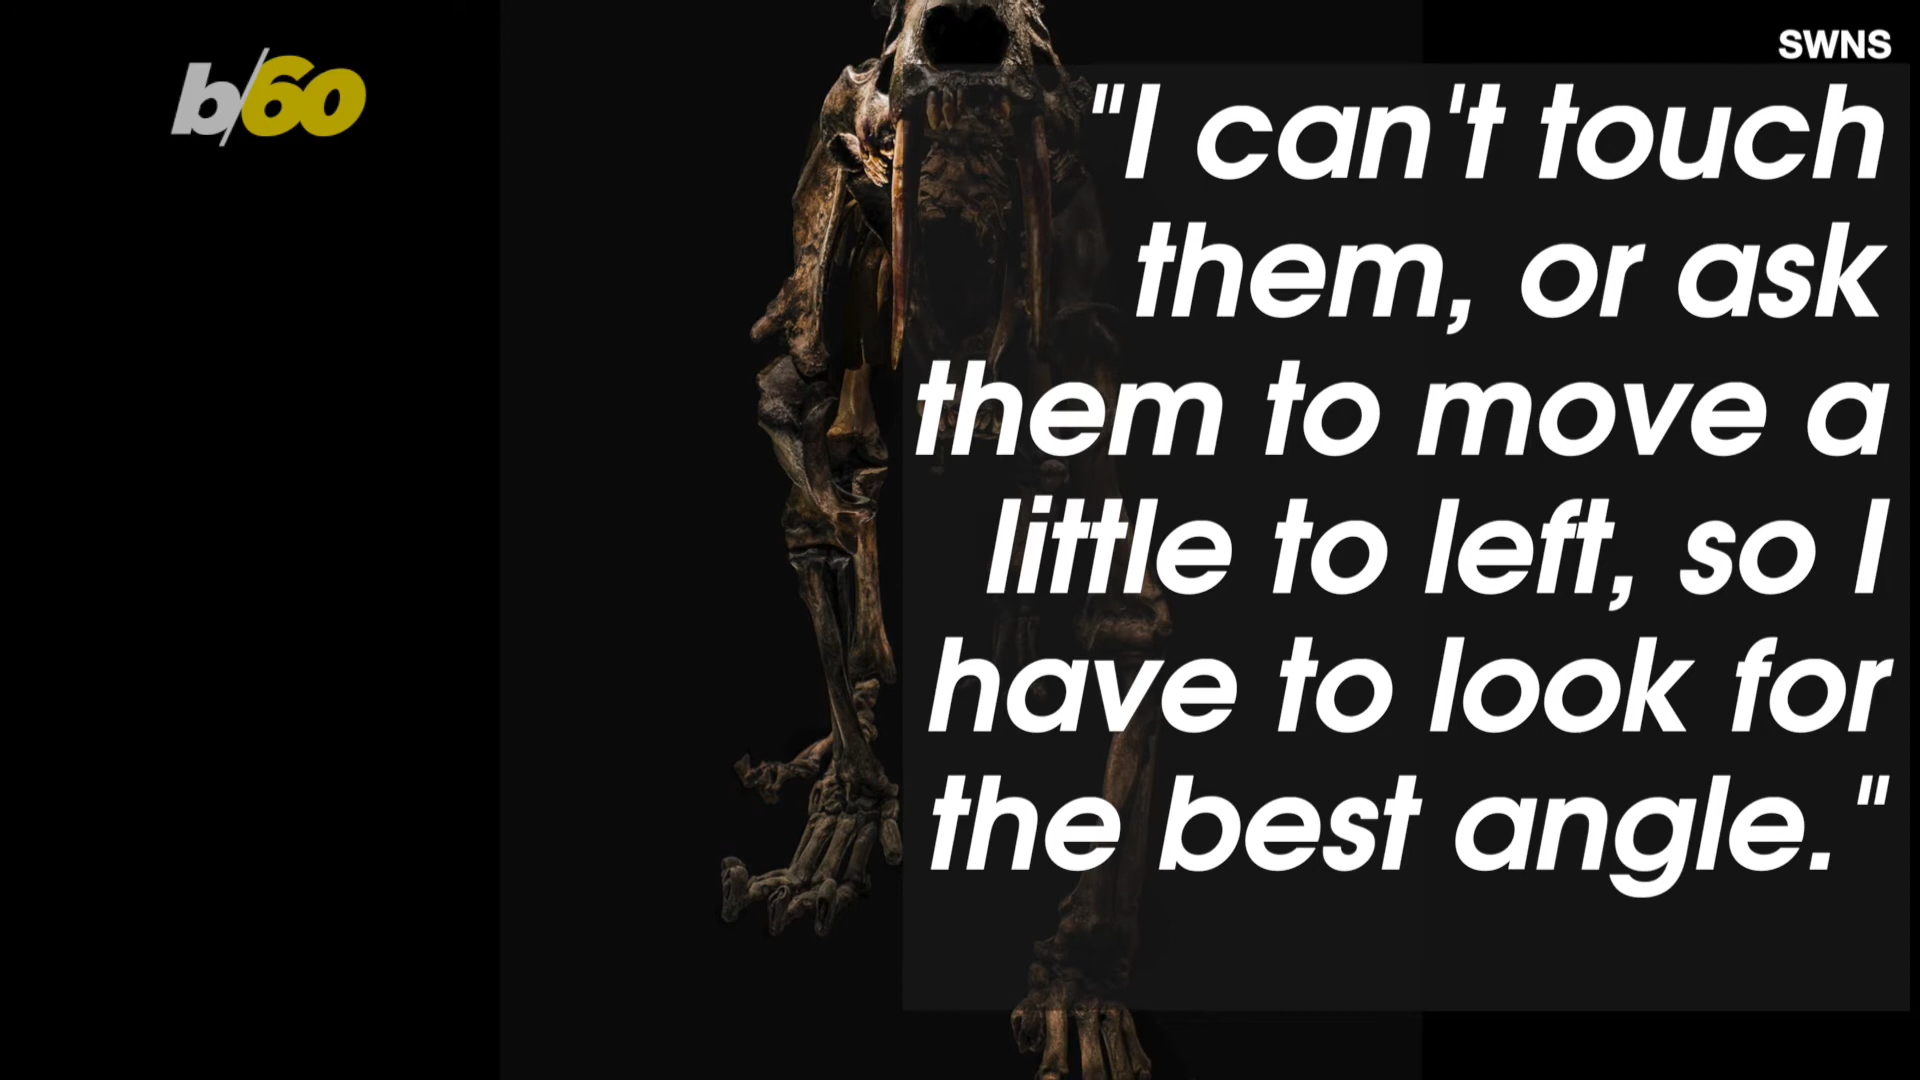 b/60
SWNS
"I can't touch
them, or ask
them to move a
little to left, so I
have to look for
the best angle."